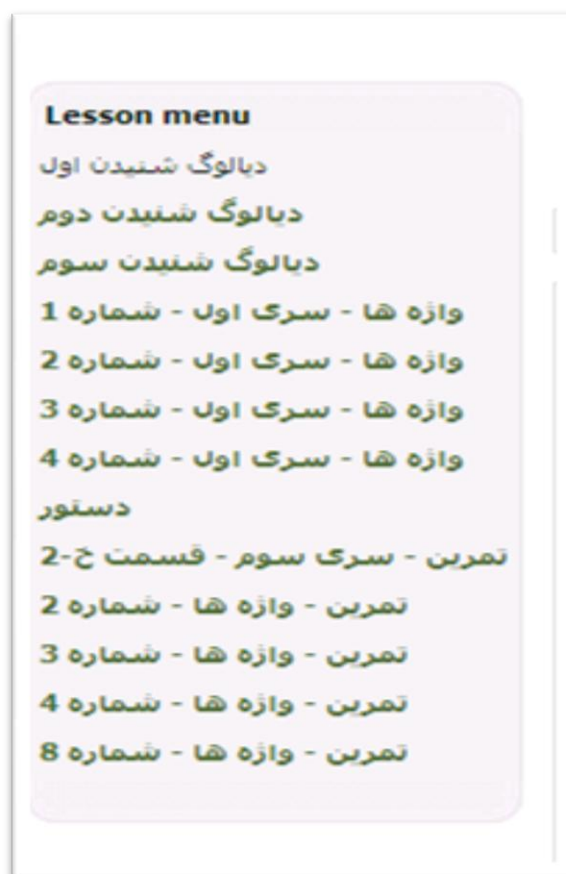 Lesson menu
دیالوگ شنیدن اول
دیالوگ شنیدن دوم
دیالوگ شنیدن سوم
واژه ها - سری اول - شماره 1
واژه ها - سری اول - شماره 2
واژه ها - سری اول - شماره 3
واژه ها - سری اول - شماره 4
دستور
تمرین - سری سوم - قسمت خ-2
تمرین - واژه ها - شماره 2
تمرین - واژه ها - شماره 3
تمرین - واژه ها - شماره 4
تمرین - واژه ها - شماره 8